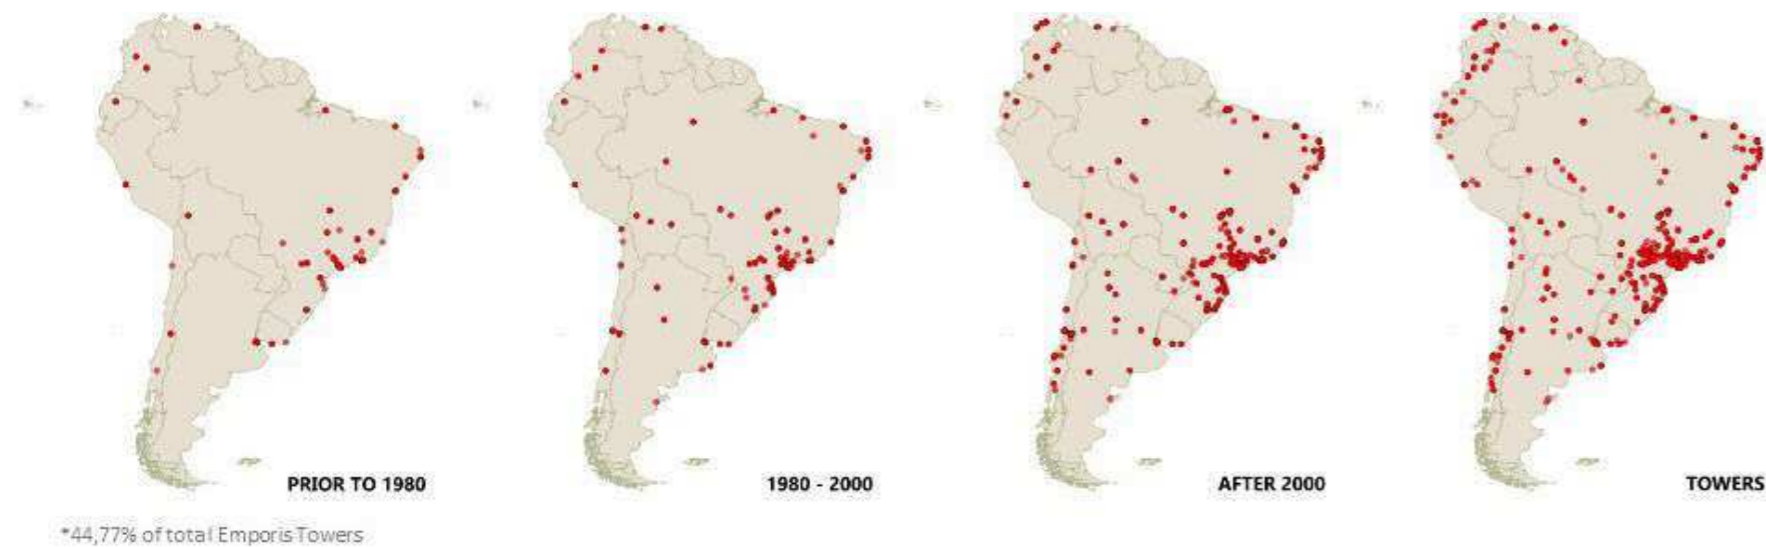 PRIOR TO 1980
1980 - 2000
AFTER 2000
TOWERS
*44,77% of total Emporis Towers